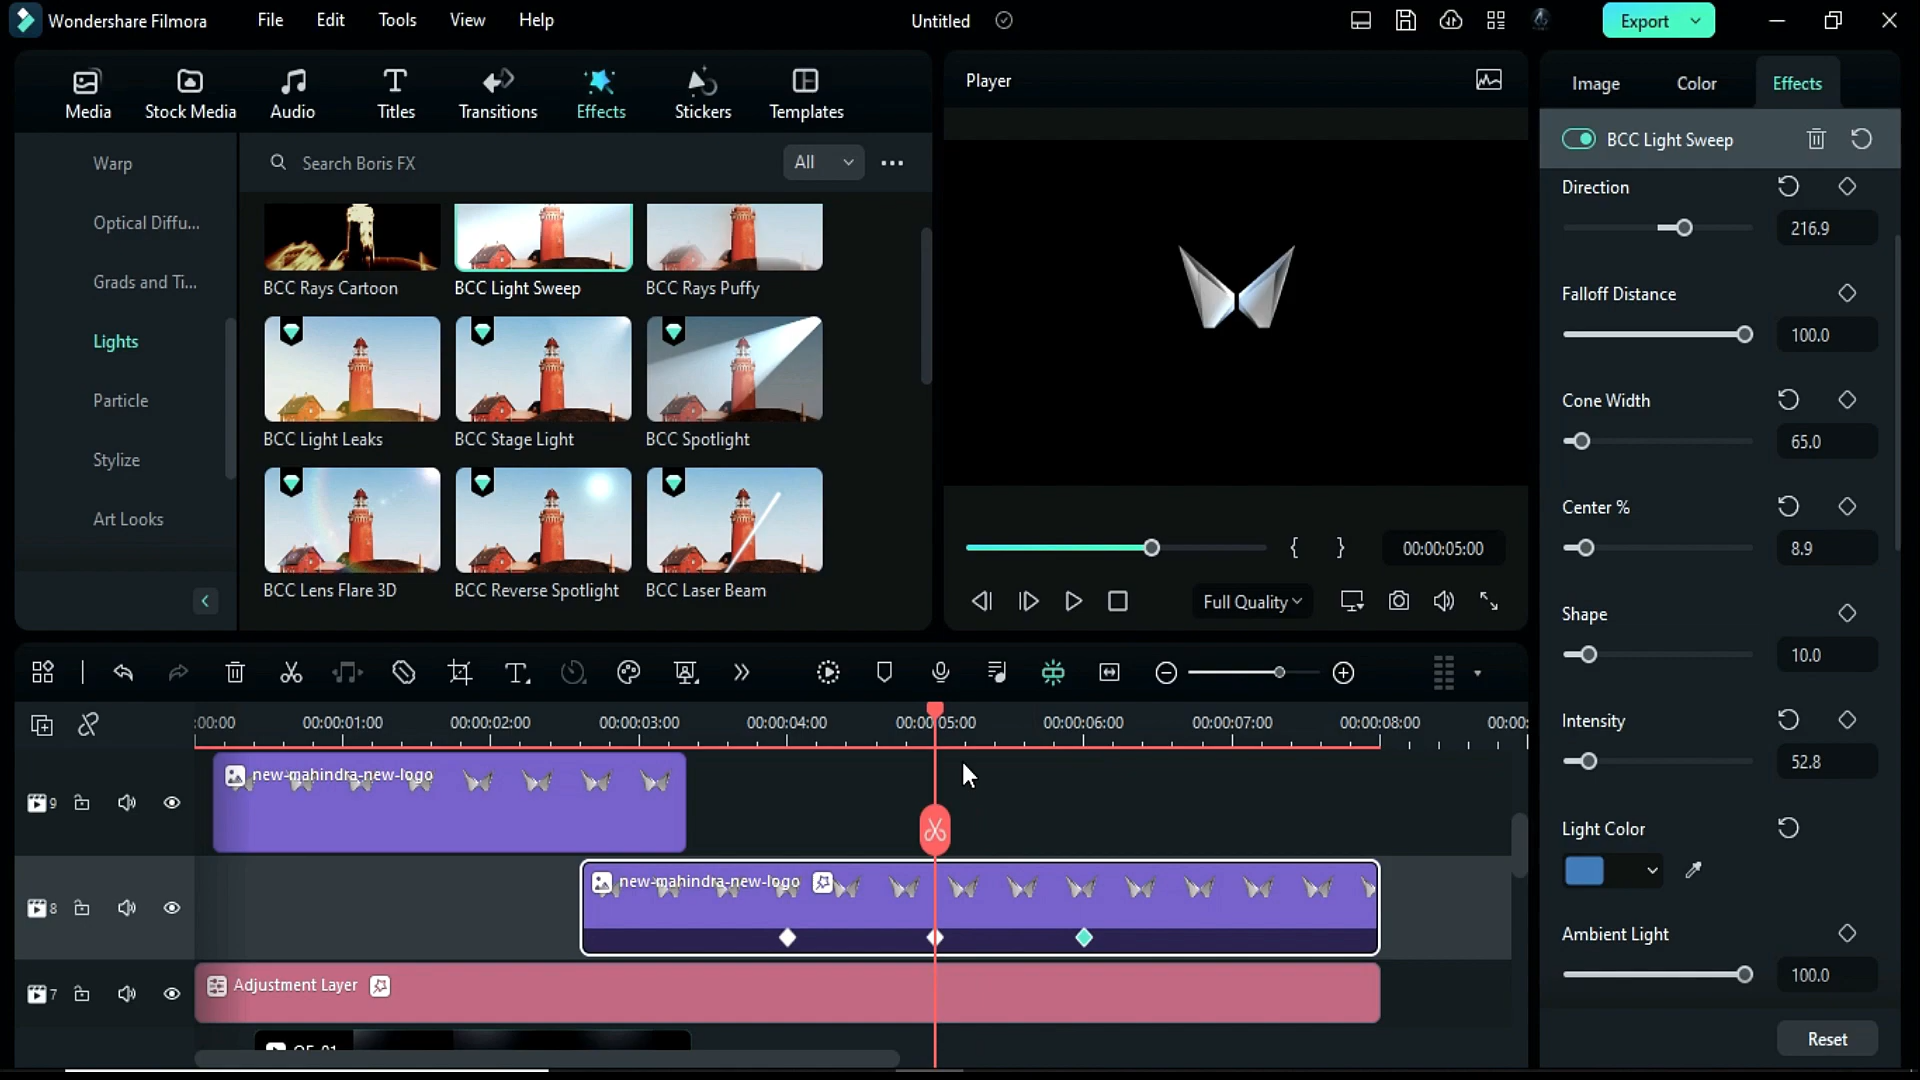 Wondershare Filmora
File
Edit
Tools
View
Help
Untitled
Export
Media
Stock Media
Audio
Titles
Transitions
Effects
Stickers
Templates
Player
Image
Color
Effects
Warp
Optical Diffu...
Grads and Ti...
Lights
Particle
Stylize
Art Looks
Search Boris FX
All
BCC Rays Cartoon
BCC Light Sweep
BCC Rays Puffy
BCC Light Leaks
BCC Stage Light
BCC Spotlight
BCC Lens Flare 3D
BCC Reverse Spotlight
BCC Laser Beam
00:00:05:00
Full Quality
BCC Light Sweep
Direction
216.9
Falloff Distance
100.0
Cone Width
65.0
Center %
8.9
Shape
10.0
Intensity
52.8
Light Color
Ambient Light
100.0
Reset
:00:00
00:00:01:00
00:00:02:00
00:00:03:00
00:00:04:00
00:00:05:00
00:00:06:00
00:00:07:00
00:00:08:00
00:00:
9
new-mahindra-new-logo
8
new-mahindra-new-logo
7
Adjustment Layer